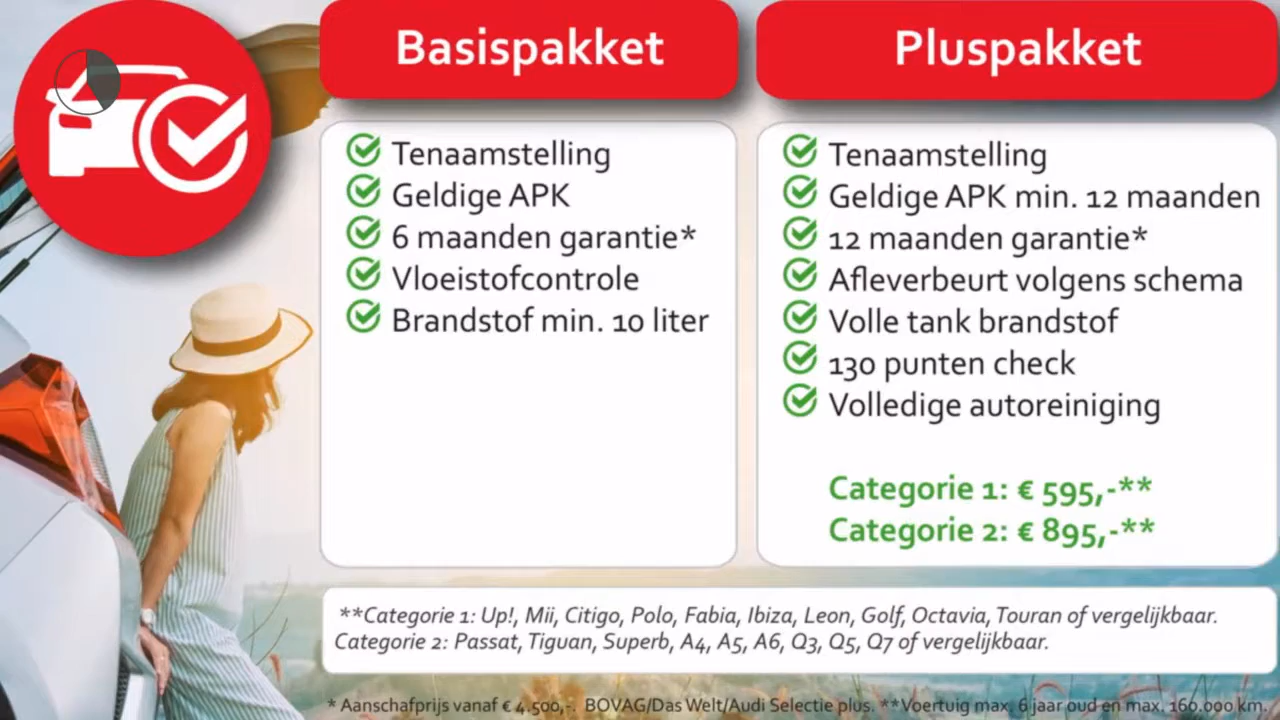 Basispakket
Tenaamstelling
Geldige APK
6 maanden garantie*
Vloeistofcontrole
Brandstof min. 10 liter
Pluspakket
Tenaamstelling
Geldige APK min. 12 maanden
12 maanden garantie*
Afleverbeurt volgens schema
Volle tank brandstof
130 punten check
Volledige autoreiniging
Categorie 1: € 595,-**
Categorie 2: € 895,-**
**Categorie 1: Up!, Mii, Citigo, Polo, Fabia, Ibiza, Leon, Golf, Octavia, Touran of vergelijkbaar.
Categorie 2: Passat, Tiguan, Superb, A4, A5, A6, Q3, Q5, Q7 of vergelijkbaar.
* Aanschafprijs vanaf € 4.500,-. BOVAG/Das Welt/Audi Selectie plus. **Voertuig max. 6 jaar oud en max. 160.000 km.